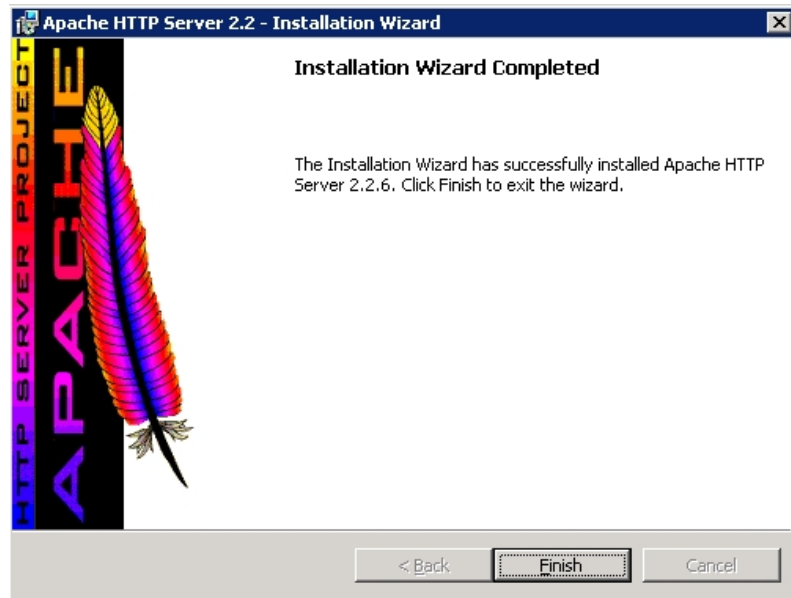 Apache HTTP Server 2.2 - Installation Wizard
HTTP SERVER PROJECT
APACHE
Installation Wizard Completed
The Installation Wizard has successfully installed Apache HTTP
Server 2.2.6. Click Finish to exit the wizard.
< Back
Finish
Cancel